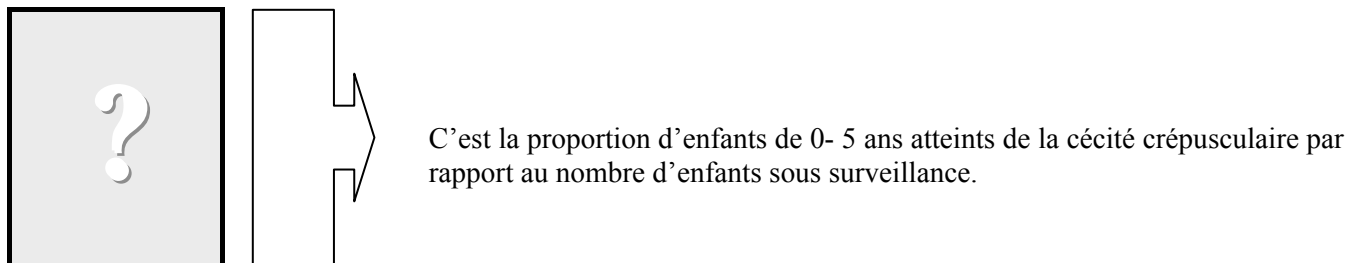 ?
C’est la proportion d’enfants de 0- 5 ans atteints de la cécité crépusculaire par
rapport au nombre d’enfants sous surveillance.